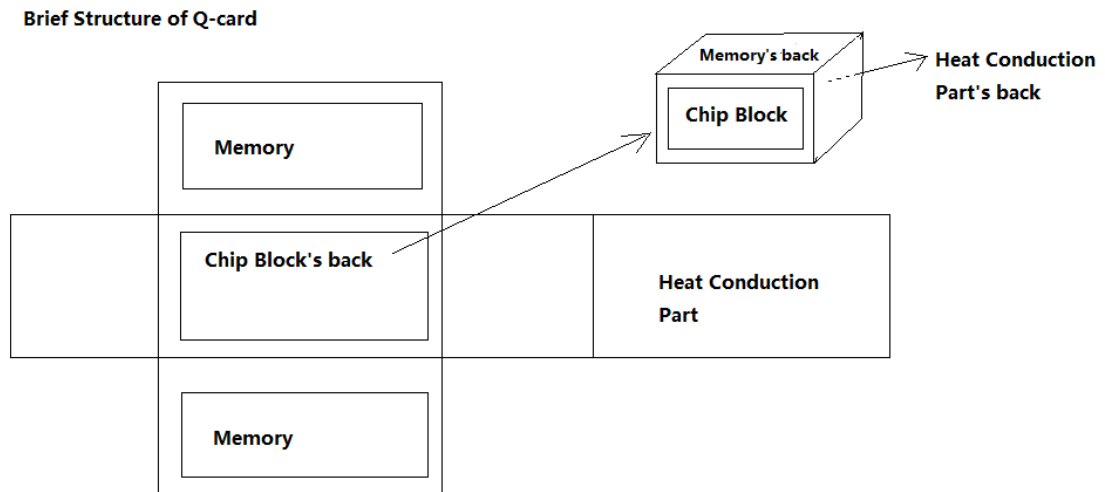 Brief Structure of Q-card
Memory's back
Heat Conduction
Part's back
Chip Block
Memory
Chip Block's back
Heat Conduction
Part
Memory